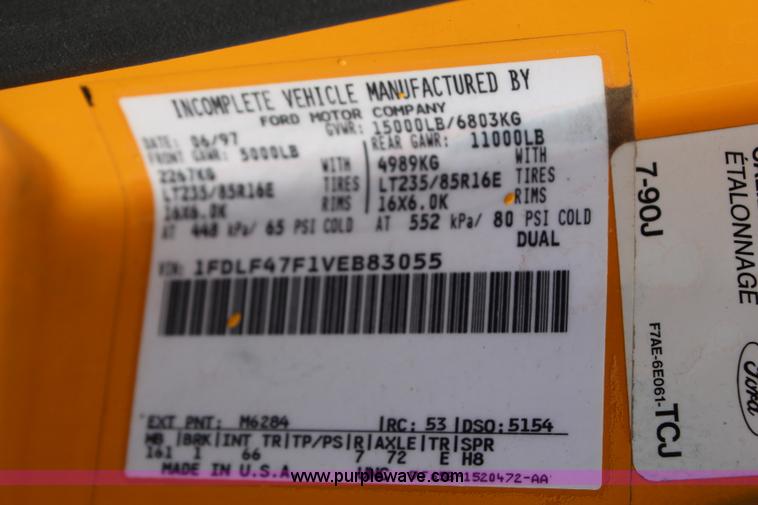 INCOMPLETE VEHICLE MANUFACTURED BY
FORD MOTOR COMPANY
DATE: 06/97 GVWR: 15000LB/6803KG
FRONT GAWR: 5000LB REAR GAWR: 11000LB
2267KG WITH 4989KG WITH
LT235/85R16E TIRES LT235/85R16E TIRES
16X6.0K RIMS 16X6.0K RIMS
AT 448 kPa/ 65 PSI COLD AT 552 kPa/ 80 PSI COLD
DUAL
VIN: 1FDLF47F1VEB83055
EXT PNT: M6284 |RC: 53 |DSO:5154
WB |BRK|INT TR|TP/PS|R|AXLE|TR|SPR
161 1 66 7 72 E H8
MADE IN U.S.A.
1520472-AA
7-90J
ÉTALONNAGE
F7AE-6E061-TCJ
Ford
www.purplewave.com